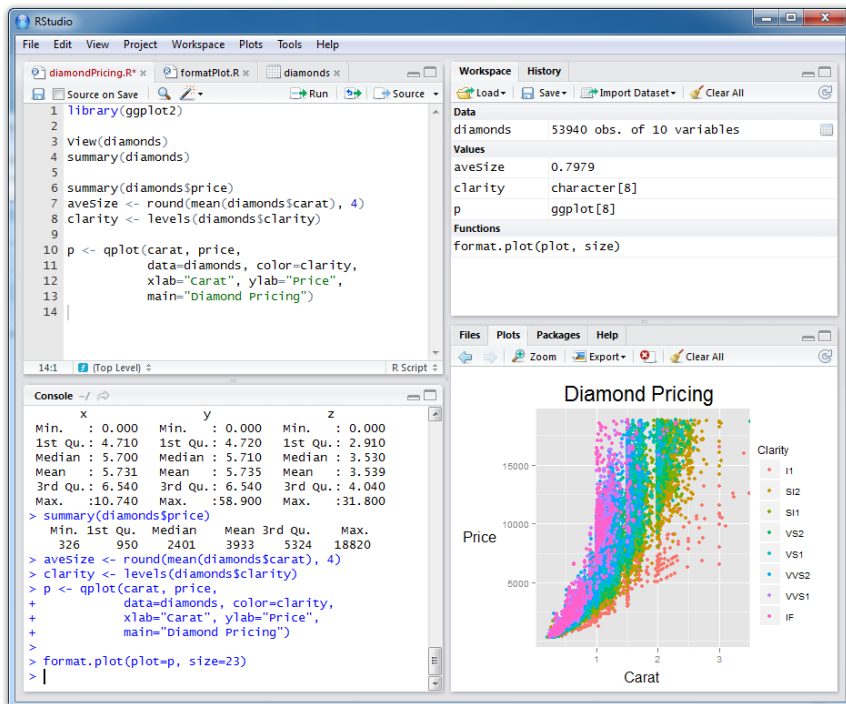 RStudio
File Edit View Project Workspace Plots Tools Help
diamondPricing.R* × formatPlot.R × diamonds ×
Source on Save Run Source
1 library(ggplot2)
2
3 View(diamonds)
4 summary(diamonds)
5
6 summary(diamonds$price)
7 aveSize <- round(mean(diamonds$carat), 4)
8 clarity <- levels(diamonds$clarity)
9
10 p <- qplot(carat, price,
11 data=diamonds, color=clarity,
12 xlab="Carat", ylab="Price",
13 main="Diamond Pricing")
14
14:1 (Top Level) R Script
Console ~/
x y z
Min. : 0.000 Min. : 0.000 Min. : 0.000
1st Qu.: 4.710 1st Qu.: 4.720 1st Qu.: 2.910
Median : 5.700 Median : 5.710 Median : 3.530
Mean : 5.731 Mean : 5.735 Mean : 3.539
3rd Qu.: 6.540 3rd Qu.: 6.540 3rd Qu.: 4.040
Max. :10.740 Max. :58.900 Max. :31.800
> summary(diamonds$price)
Min. 1st Qu. Median Mean 3rd Qu. Max.
326 950 2401 3933 5324 18820
> aveSize <- round(mean(diamonds$carat), 4)
> clarity <- levels(diamonds$clarity)
> p <- qplot(carat, price,
+ data=diamonds, color=clarity,
+ xlab="Carat", ylab="Price",
+ main="Diamond Pricing")
>
> format.plot(plot=p, size=23)
>
Workspace History
Load Save Import Dataset Clear All
Data
diamonds 53940 obs. of 10 variables
Values
aveSize 0.7979
clarity character[8]
p ggplot[8]
Functions
format.plot(plot, size)
Files Plots Packages Help
Zoom Export Clear All
Diamond Pricing
15000
10000
5000
Price
1 2 3
Carat
Clarity
I1
SI2
SI1
VS2
VS1
VVS2
VVS1
IF